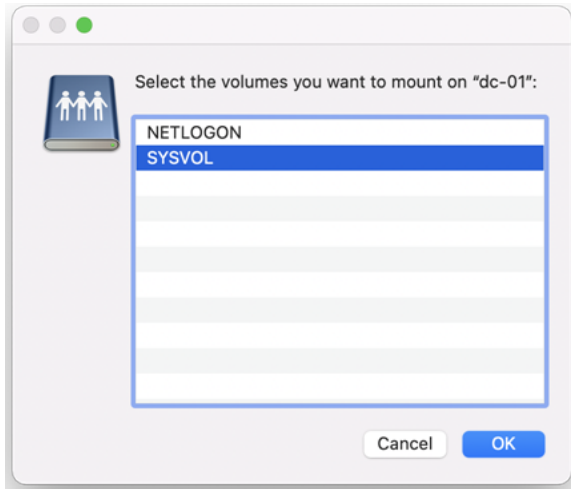 Select the volumes you want to mount on “dc-01”:
NETLOGON
SYSVOL
Cancel
OK